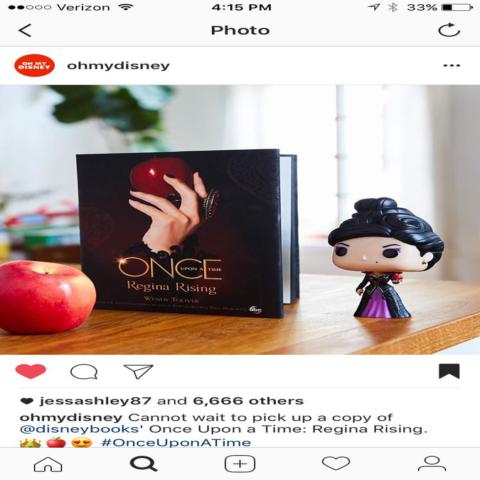 Verizon 4:15 PM 33%
Photo
OH MY
DISNEY
ohmydisney
ONCE
UPON A TIME
Regina Rising
WENDY TOLIVER
abc
jessashley87 and 6,666 others
ohmydisney Cannot wait to pick up a copy of
@disneybooks' Once Upon a Time: Regina Rising.
👑 🍎 😍 #OnceUponATime